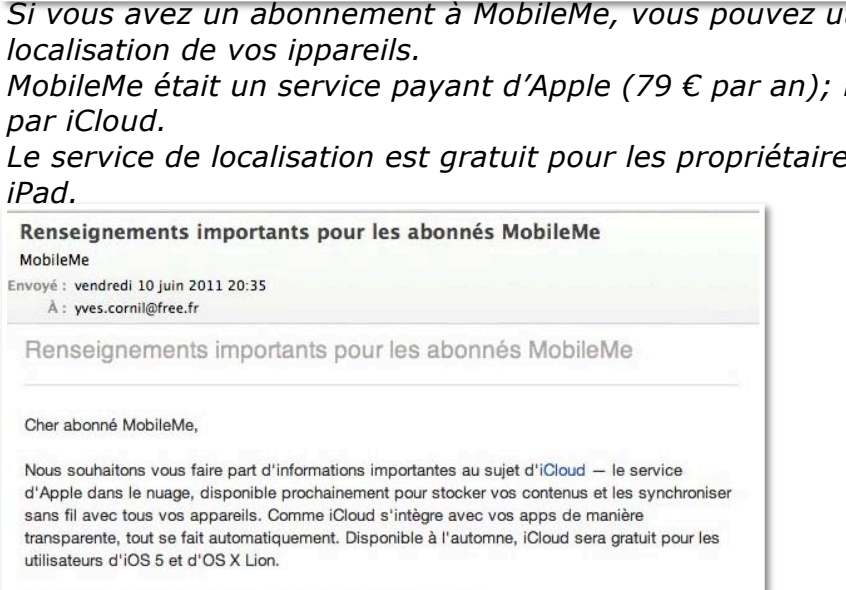 Si vous avez un abonnement à MobileMe, vous pouvez
localisation de vos ippareils.
MobileMe était un service payant d'Apple (79 € par an);
par iCloud.
Le service de localisation est gratuit pour les propriétaire
iPad.
Renseignements importants pour les abonnés MobileMe
MobileMe
Envoyé : vendredi 10 juin 2011 20:35
À : yves.cornil@free.fr
Renseignements importants pour les abonnés MobileMe
Cher abonné MobileMe,
Nous souhaitons vous faire part d'informations importantes au sujet d'iCloud — le service
d'Apple dans le nuage, disponible prochainement pour stocker vos contenus et les synchroniser
sans fil avec tous vos appareils. Comme iCloud s'intègre avec vos apps de manière
transparente, tout se fait automatiquement. Disponible à l'automne, iCloud sera gratuit pour les
utilisateurs d'iOS 5 et d'OS X Lion.